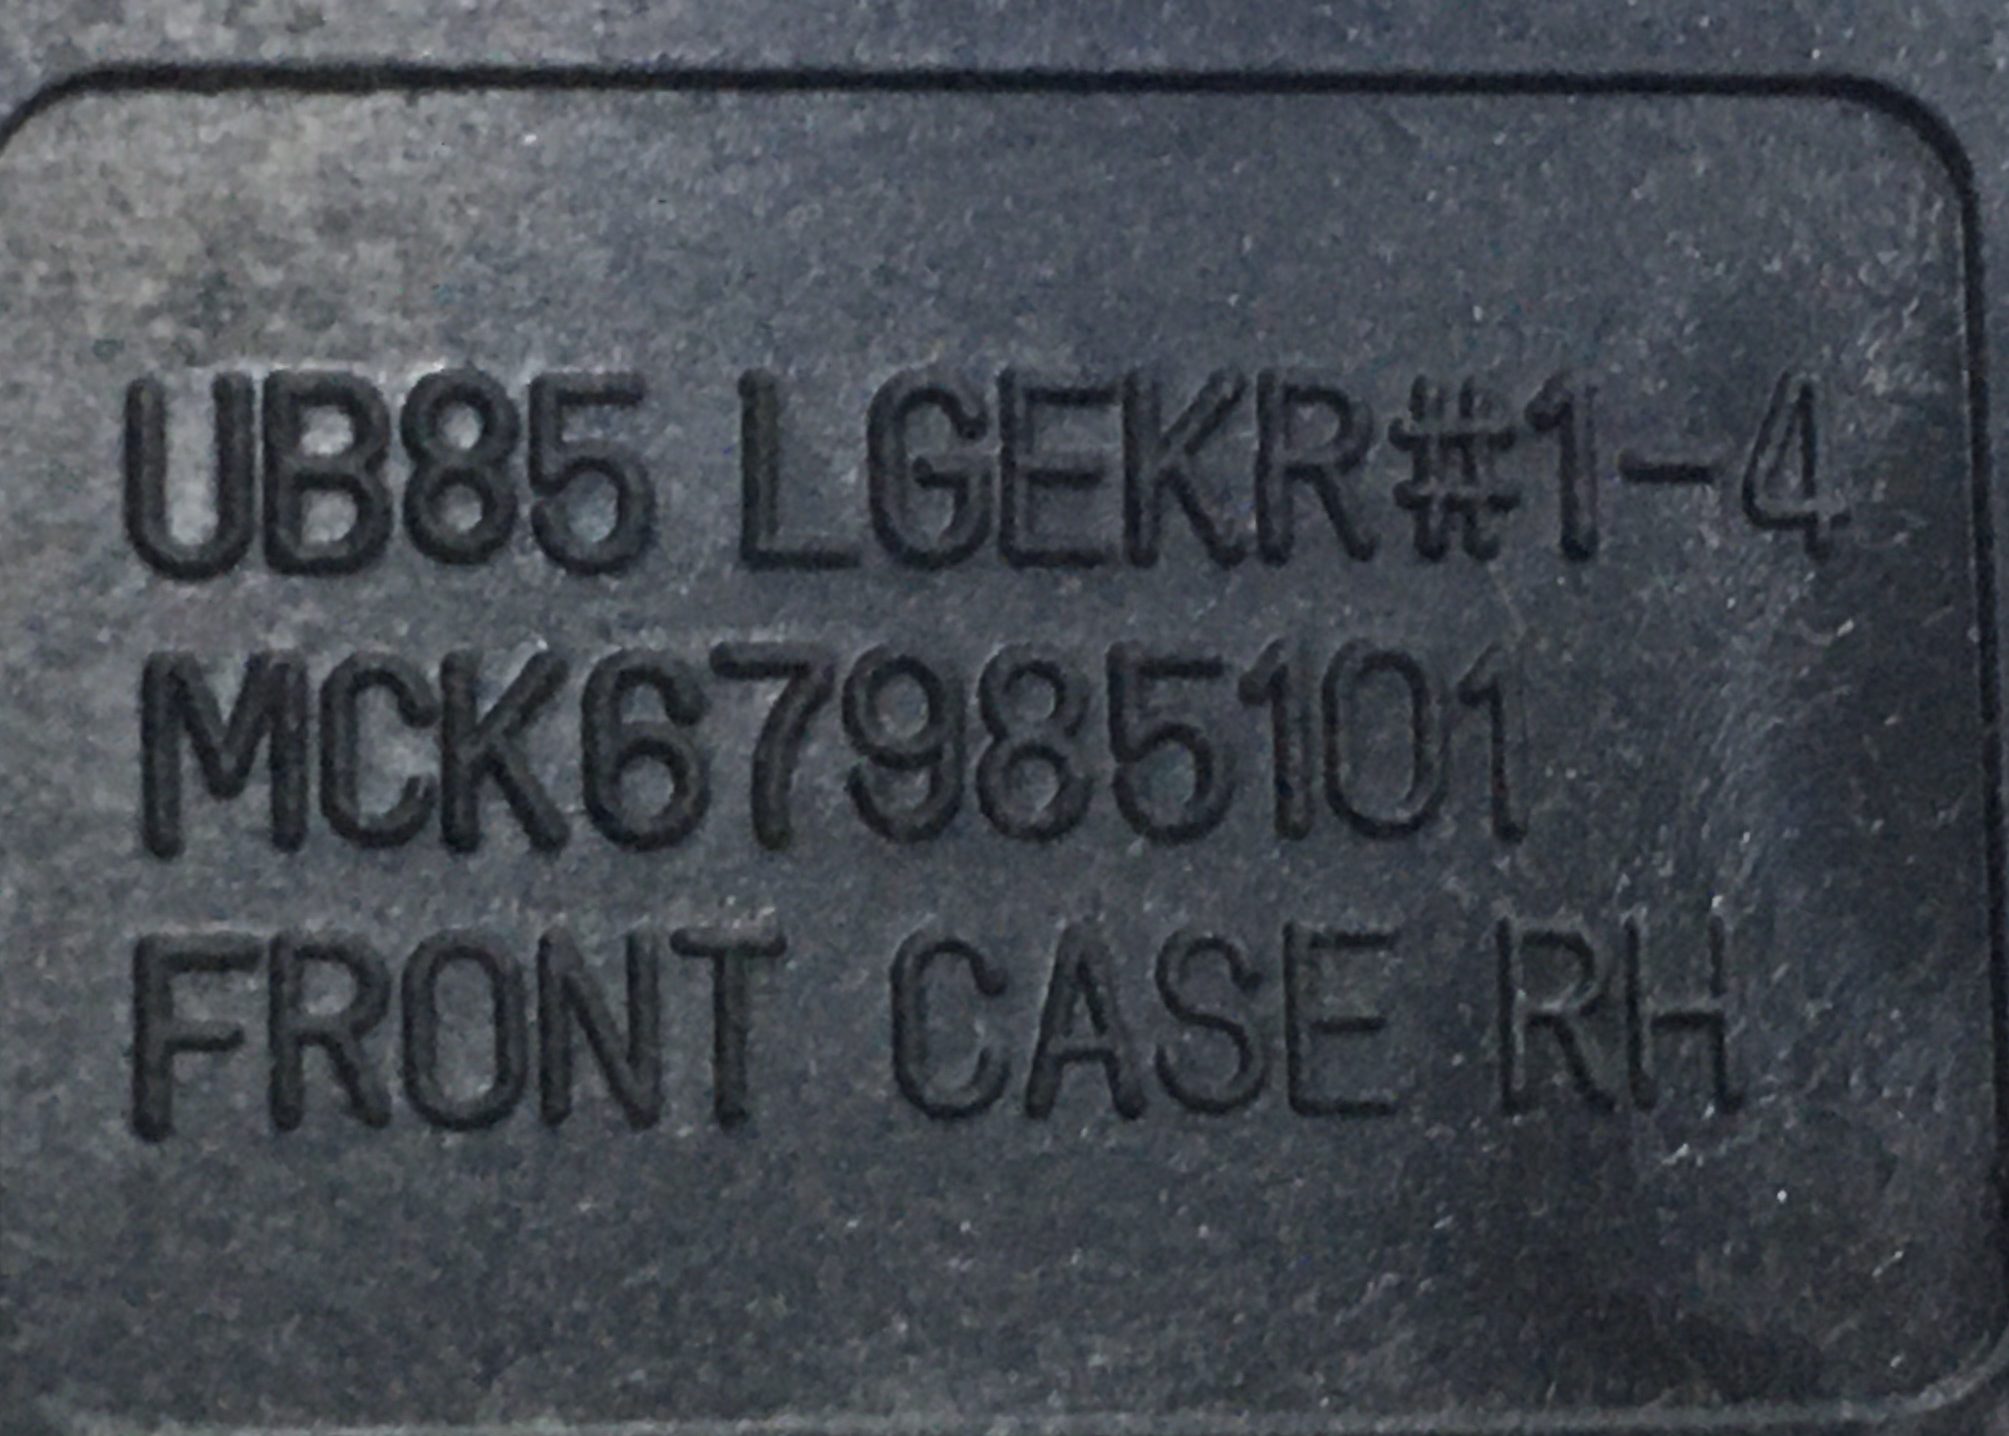 UB85 LGEKR#1-4
MCK67985101
FRONT CASE RH